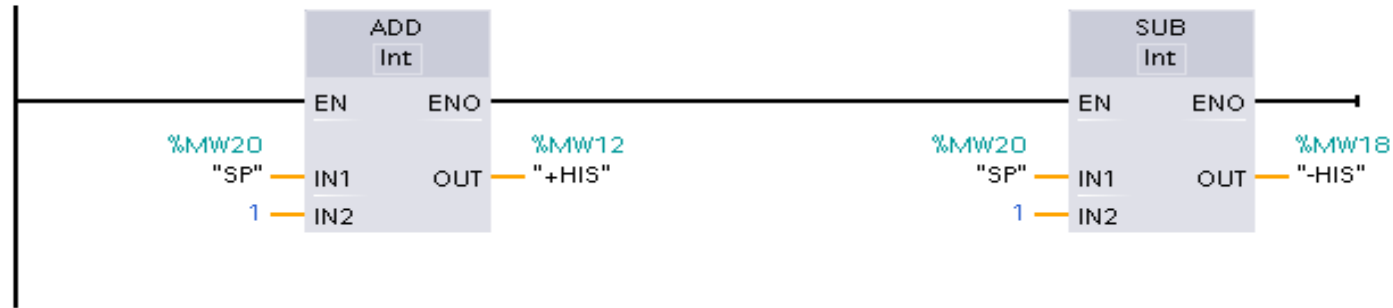 ADD
Int
EN ENO
%MW20
"SP"
IN1
OUT
%MW12
"+HIS"
1
IN2
SUB
Int
EN ENO
%MW20
"SP"
IN1
OUT
%MW18
"-HIS"
1
IN2